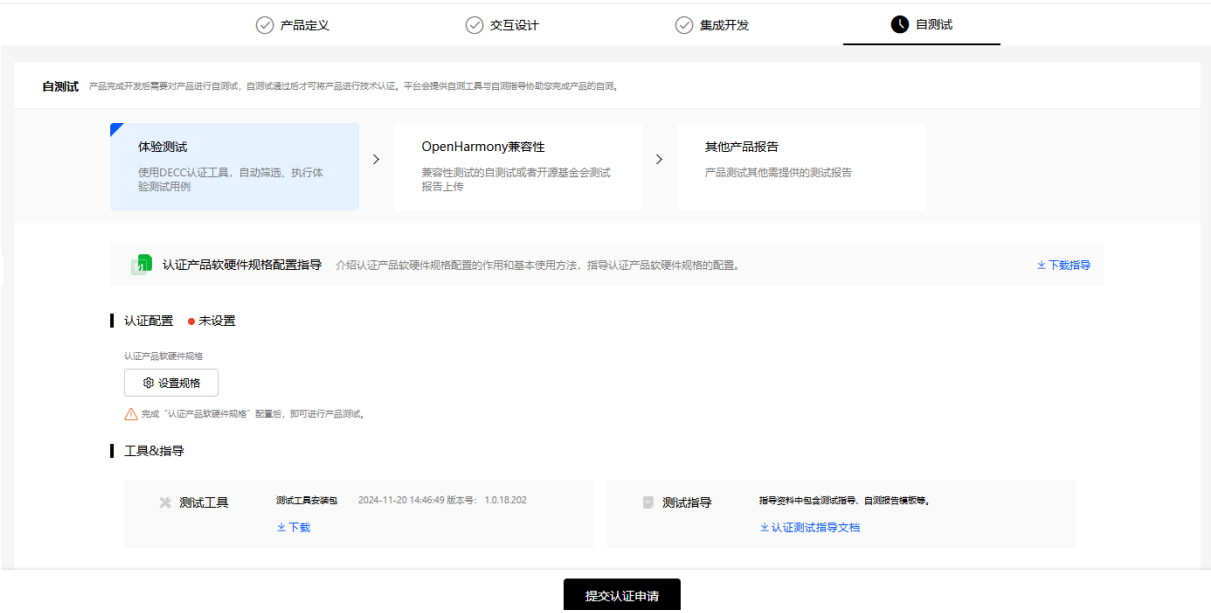 产品定义
交互设计
集成开发
自测试
自测试 产品完成开发后需要对产品进行自测试，自测试通过后才可将产品进行技术认证。平台会提供自测工具与自测指导协助您完成产品的自测。
体验测试
使用DECC认证工具，自动筛选、执行体
验测试用例
OpenHarmony兼容性
兼容性测试的自测试或者开源基金会测试
报告上传
其他产品报告
产品测试其他需提供的测试报告
认证产品软硬件规格配置指导 介绍认证产品软硬件规格配置的作用和基本使用方法，指导认证产品软硬件规格的配置。 下载指导
认证配置 未设置
认证产品软硬件规格
设置规格
完成“认证产品软硬件规格”配置后，即可进行产品测试。
工具&指导
测试工具 测试工具安装包 2024-11-20 14:46:49 版本号： 1.0.18.202
下载
测试指导 指导资料中包含测试指导、自测报告模板等。
认证测试指导文档
提交认证申请